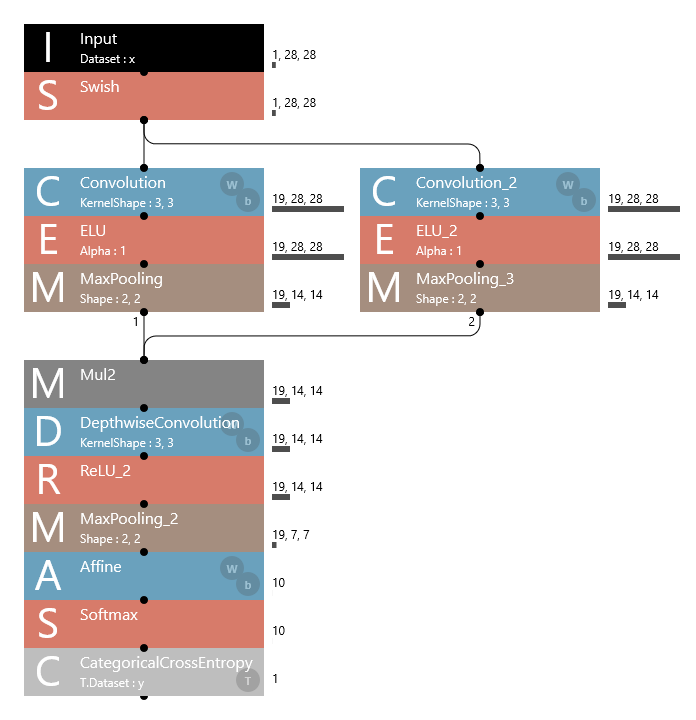 I
Input
Dataset : x
1, 28, 28
S
Swish
1, 28, 28
C
Convolution
KernelShape : 3, 3
W
b
19, 28, 28
E
ELU
Alpha : 1
19, 28, 28
M
MaxPooling
Shape : 2, 2
19, 14, 14
1
C
Convolution_2
KernelShape : 3, 3
W
b
19, 28, 28
E
ELU_2
Alpha : 1
19, 28, 28
M
MaxPooling_3
Shape : 2, 2
19, 14, 14
2
M
Mul2
19, 14, 14
D
DepthwiseConvolution
KernelShape : 3, 3
W
b
19, 14, 14
R
ReLU_2
19, 14, 14
M
MaxPooling_2
Shape : 2, 2
19, 7, 7
A
Affine
W
b
10
S
Softmax
10
C
CategoricalCrossEntropy
T.Dataset : y
T
1